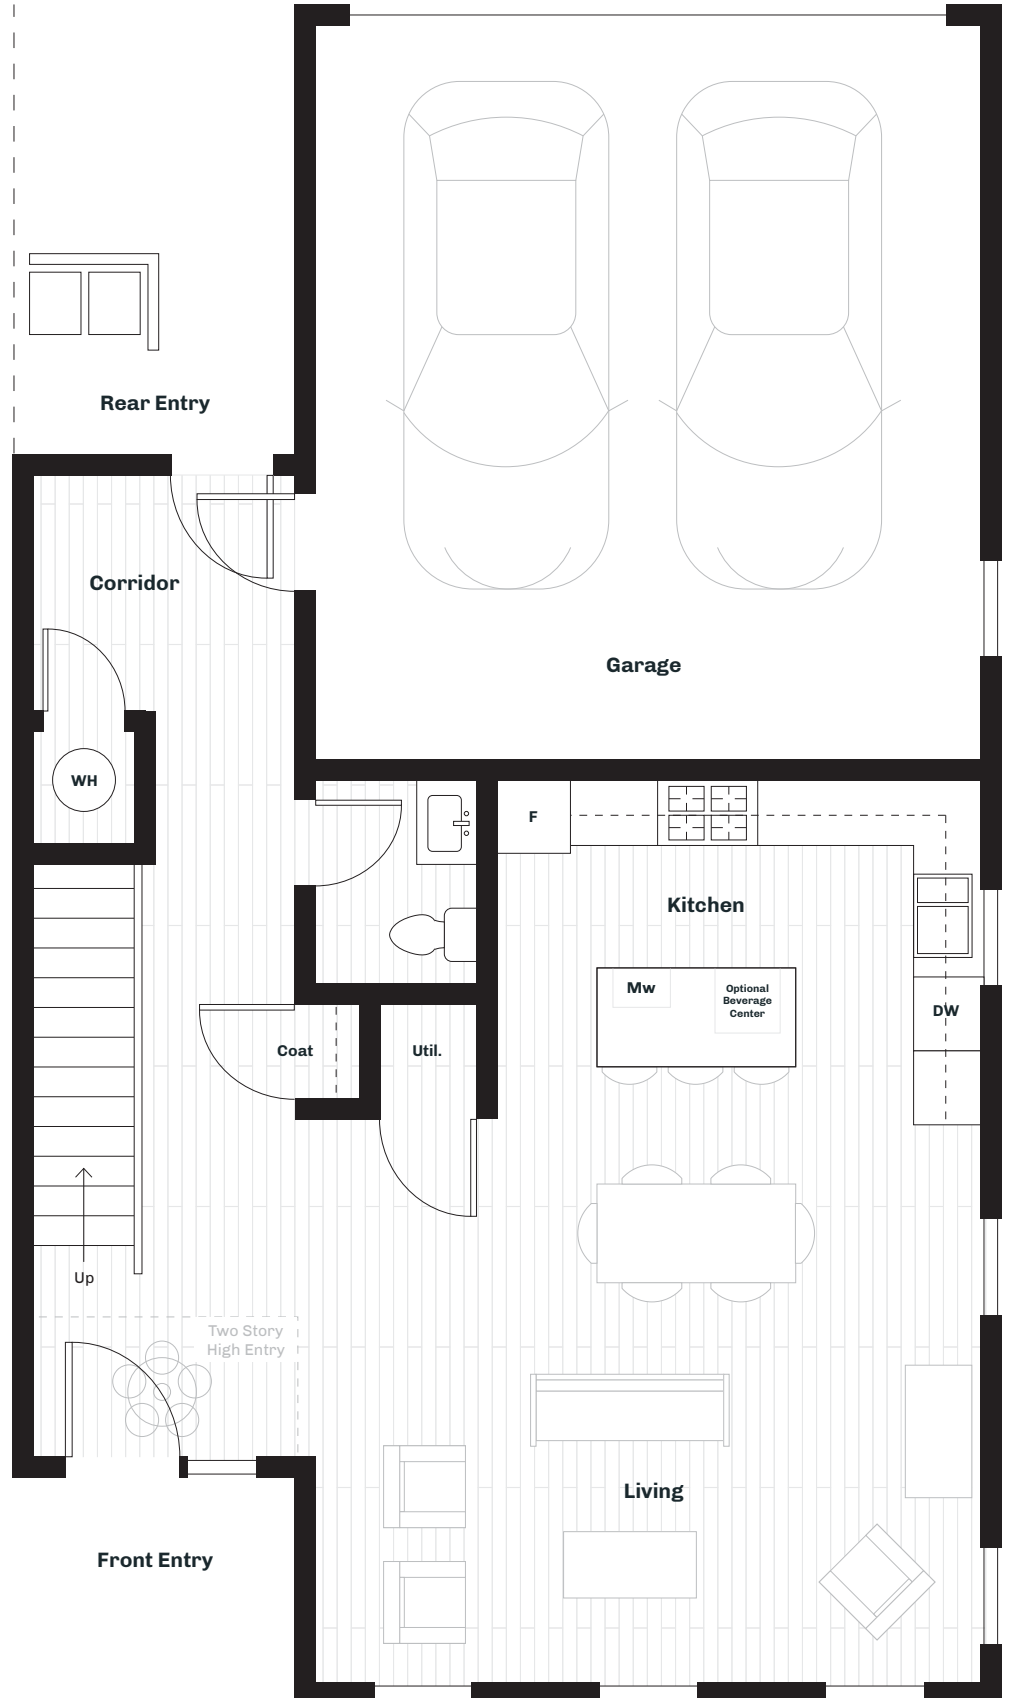 Rear Entry
Corridor
Garage
WH
F
Kitchen
Mw
Optional
Beverage
Center
DW
Coat
Util.
Up
Two Story
High Entry
Living
Front Entry